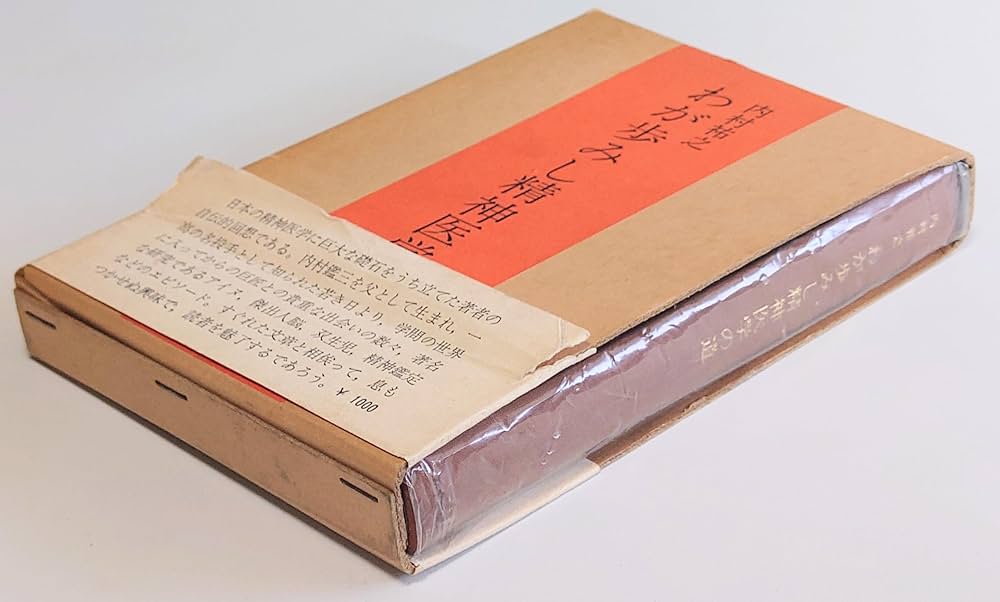 内村祐之
わが歩みし精神医学
日本の精神医学に巨大な礎石をうち立てた著者の
自伝的回想である。内村鑑三を父として生まれ、一
高の名投手として知られた若き日より、学問の世界
に入ってからの巨匠との貴重な出会いの数々、著名
な研究であるアイヌ、傑出人脳、双生児、精神鑑定
などのエピソード。すぐれた文章と相俟って、息も
つかせぬ興味で、読者を魅了するであろう。 ¥ 1000
内村祐之 わが歩みし精神医学の道